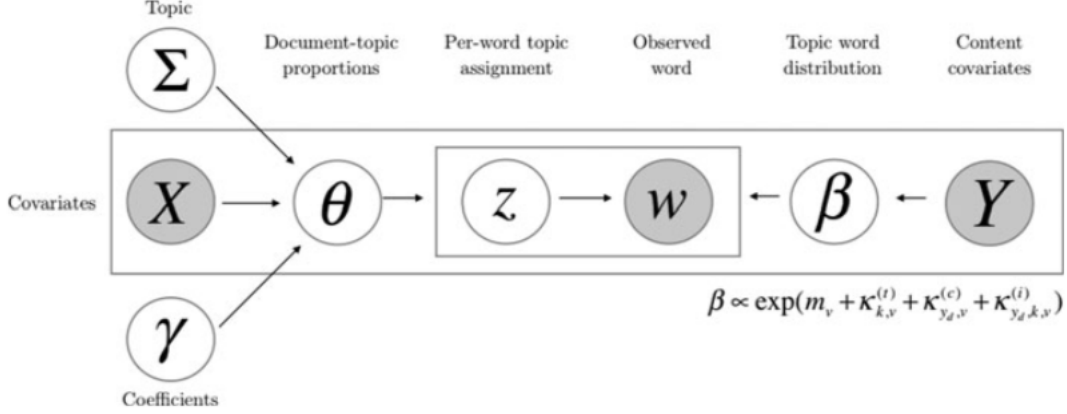 Topic
Σ
Document-topic
proportions
Per-word topic
assignment
Observed
word
Topic word
distribution
Content
covariates
Covariates
X
θ
z
w
β
Y
γ
Coefficients
β ∝ exp(m_v + κ^{(t)}_{k,v} + κ^{(c)}_{y_d,v} + κ^{(i)}_{y_d,k,v})